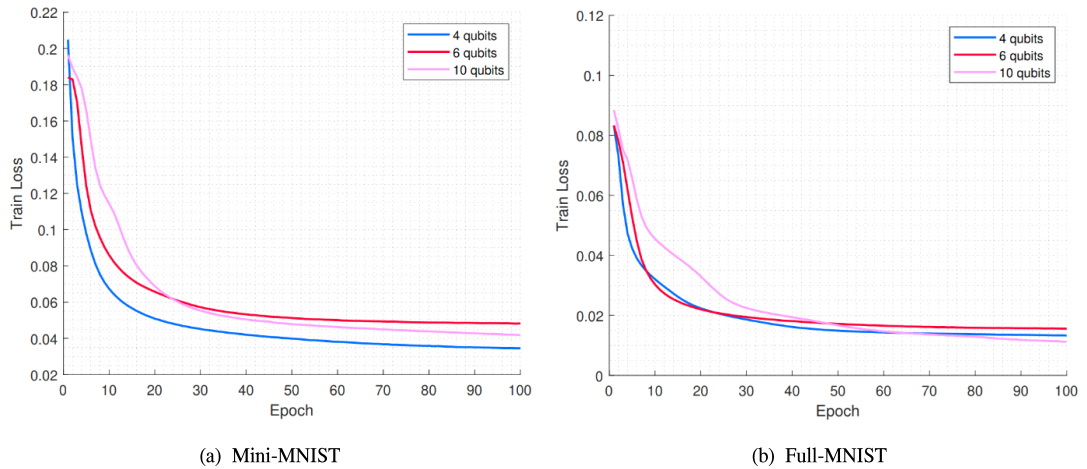 0.22
0.2
0.18
0.16
0.14
0.12
0.1
0.08
0.06
0.04
0.02
0 10 20 30 40 50 60 70 80 90 100
Train Loss
Epoch
4 qubits
6 qubits
10 qubits
(a) Mini-MNIST
0.12
0.1
0.08
0.06
0.04
0.02
0
0 10 20 30 40 50 60 70 80 90 100
Train Loss
Epoch
4 qubits
6 qubits
10 qubits
(b) Full-MNIST